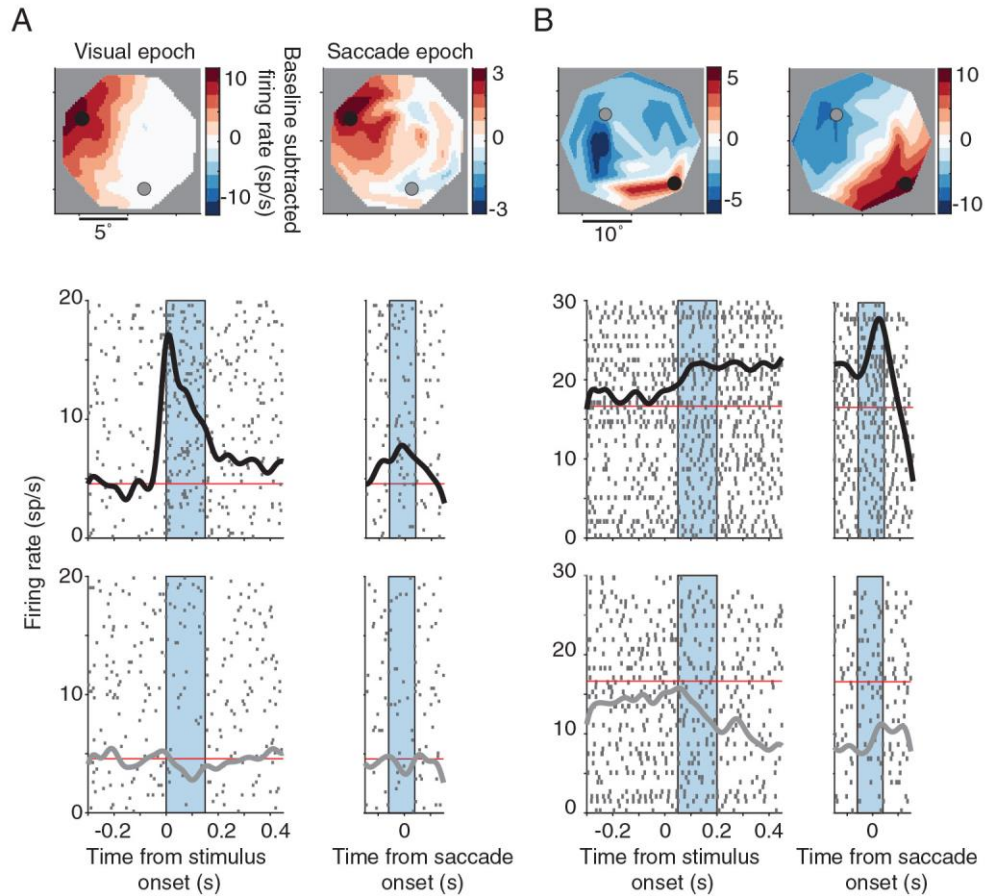 A
B
Visual epoch
Saccade epoch
Baseline subtracted
firing rate (sp/s)
10
0
-10
3
0
-3
5
0
-5
10
0
-10
5°
10°
Firing rate (sp/s)
20
10
0
30
20
10
0
20
10
0
30
20
10
0
-0.2 0 0.2 0.4
0
-0.2 0 0.2 0.4
0
Time from stimulus
onset (s)
Time from saccade
onset (s)
Time from stimulus
onset (s)
Time from saccade
onset (s)